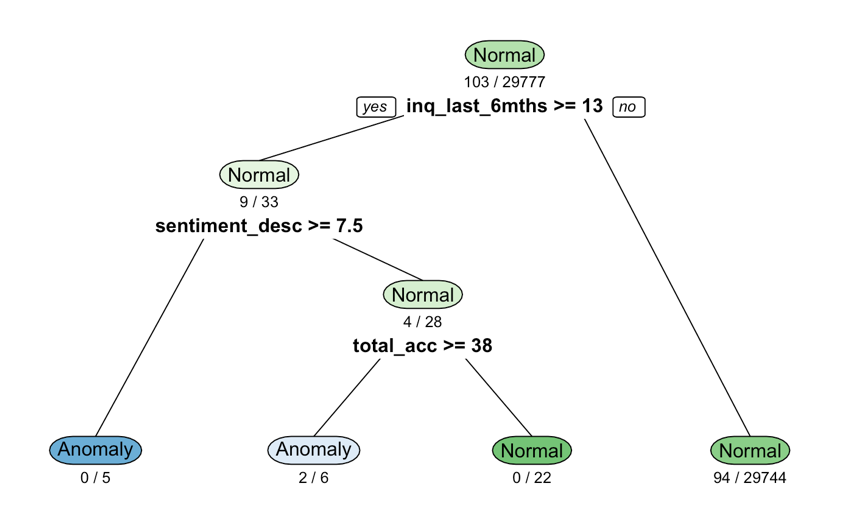 Normal
103 / 29777
yes inq_last_6mths >= 13 no
Normal
9 / 33
sentiment_desc >= 7.5
Normal
4 / 28
total_acc >= 38
Anomaly Anomaly Normal Normal
0 / 5 2 / 6 0 / 22 94 / 29744